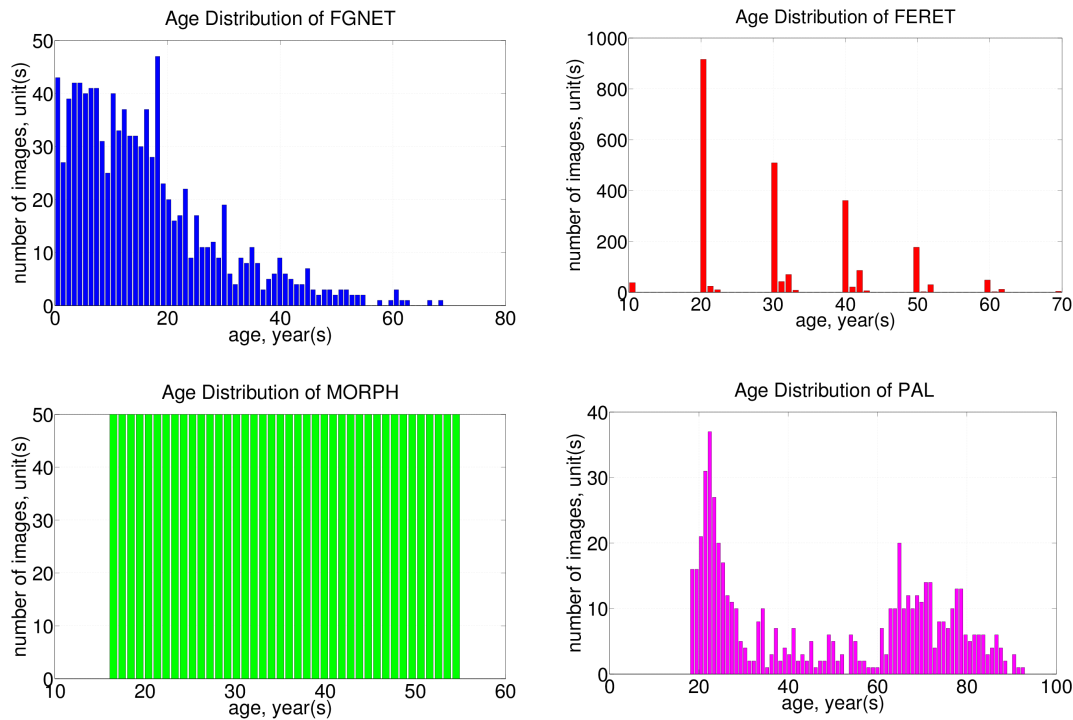 Age Distribution of FGNET
number of images, unit(s)
50
40
30
20
10
0
0 20 40 60 80
age, year(s)
Age Distribution of FERET
number of images, unit(s)
1000
800
600
400
200
0
10 20 30 40 50 60 70
age, year(s)
Age Distribution of MORPH
number of images, unit(s)
50
40
30
20
10
0
10 20 30 40 50 60
age, year(s)
Age Distribution of PAL
number of images, unit(s)
40
30
20
10
0
0 20 40 60 80 100
age, year(s)